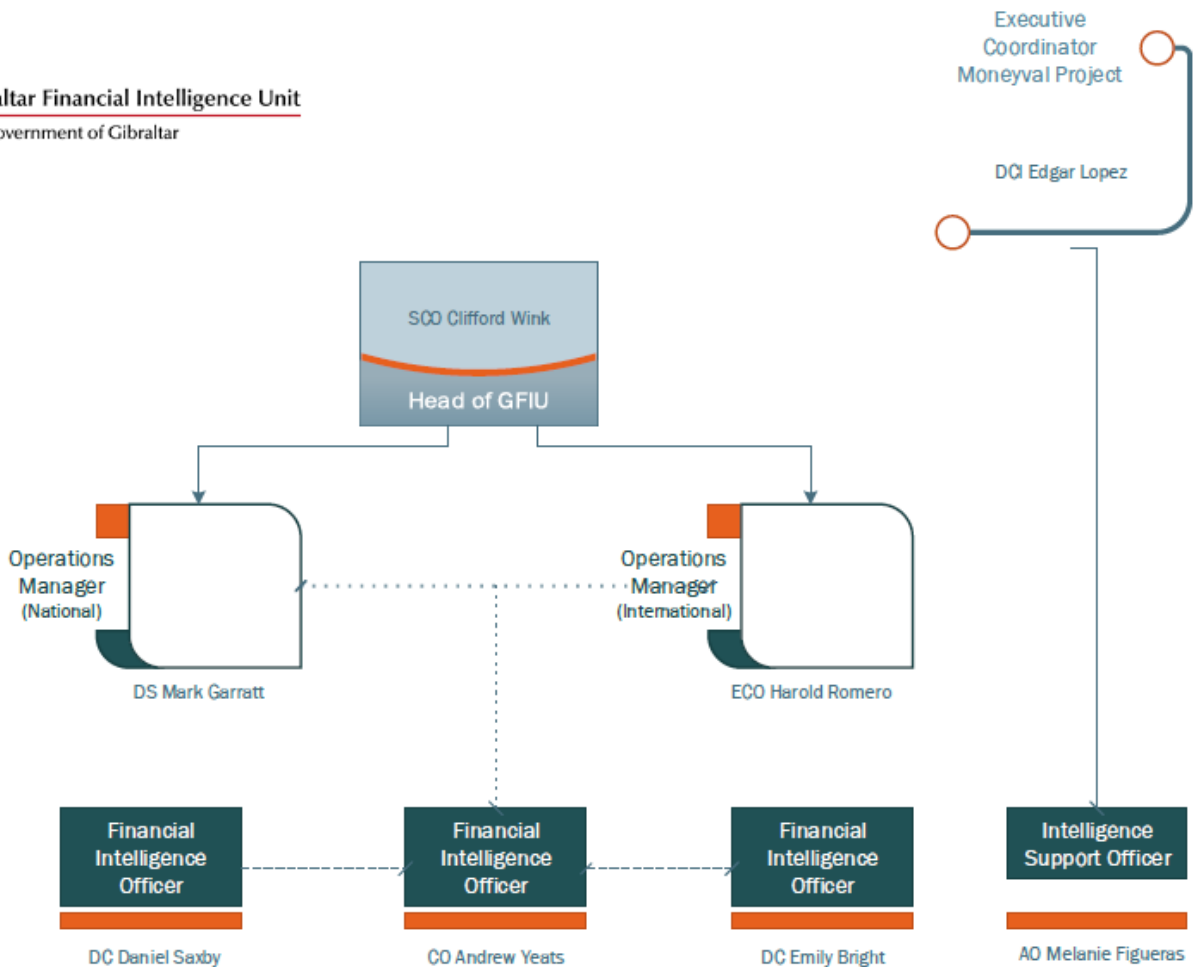 Executive
Coordinator
Moneyval Project
altar Financial Intelligence Unit
overnment of Gibraltar
DCI Edgar Lopez
SCO Clifford Wink
Head of GFIU
Operations
Manager
(National)
Operations
Manager
(International)
DS Mark Garratt
ECO Harold Romero
Financial
Intelligence
Officer
Financial
Intelligence
Officer
Financial
Intelligence
Officer
Intelligence
Support Officer
DC Daniel Saxby
CO Andrew Yeats
DC Emily Bright
AO Melanie Figueras